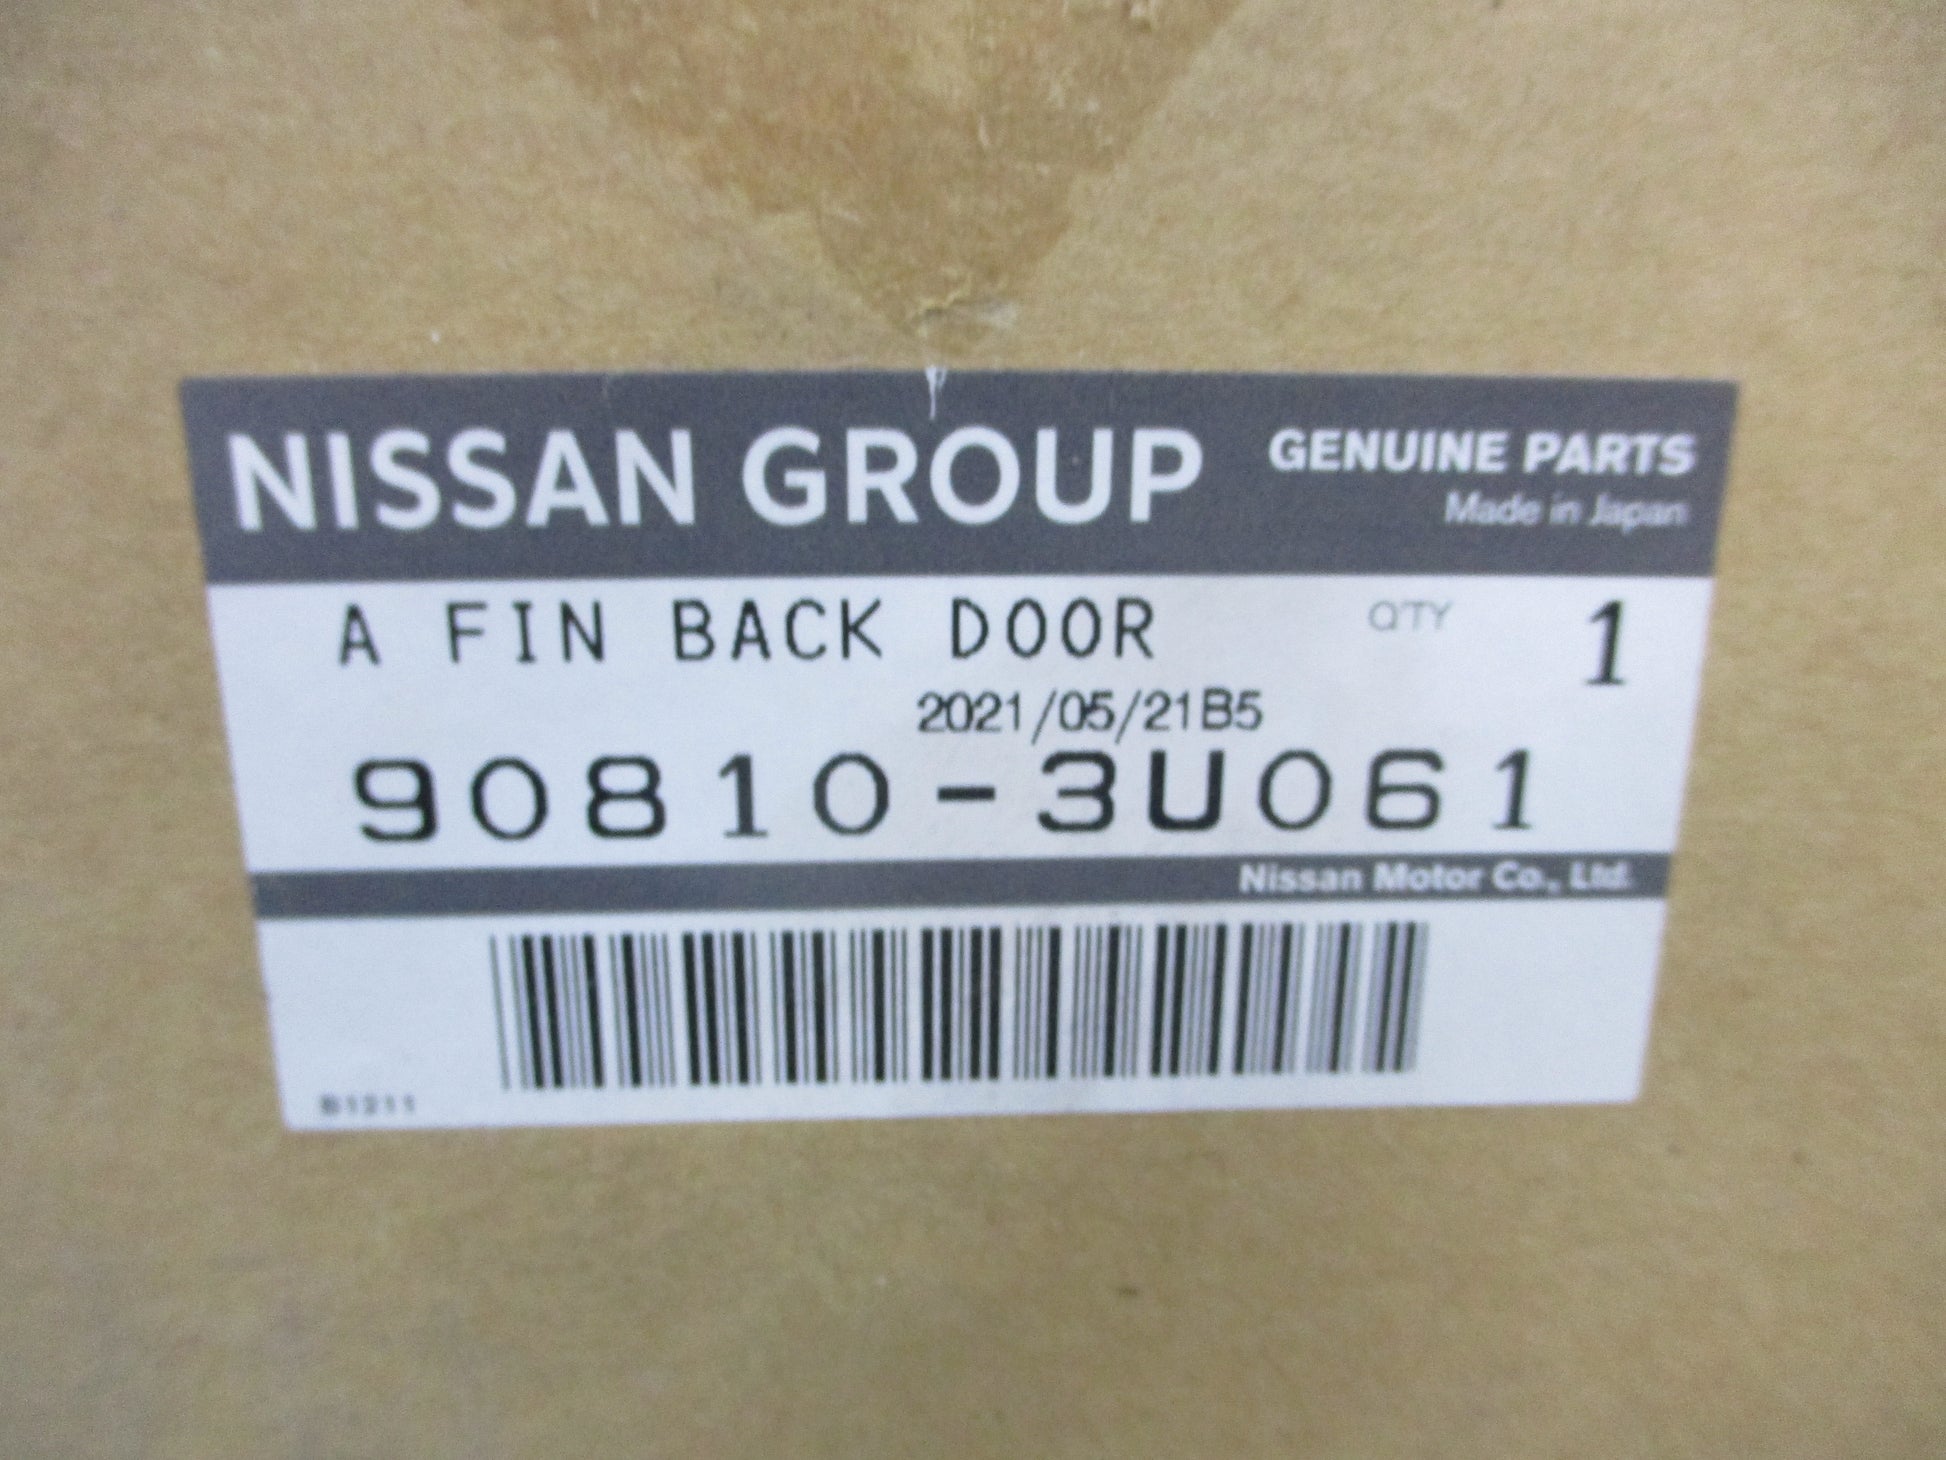 NISSAN GROUP GENUINE PARTS
Made in Japan
A FIN BACK DOOR Q'TY 1
2021/05/21B5
90810-3U061
Nissan Motor Co., Ltd.
B1211